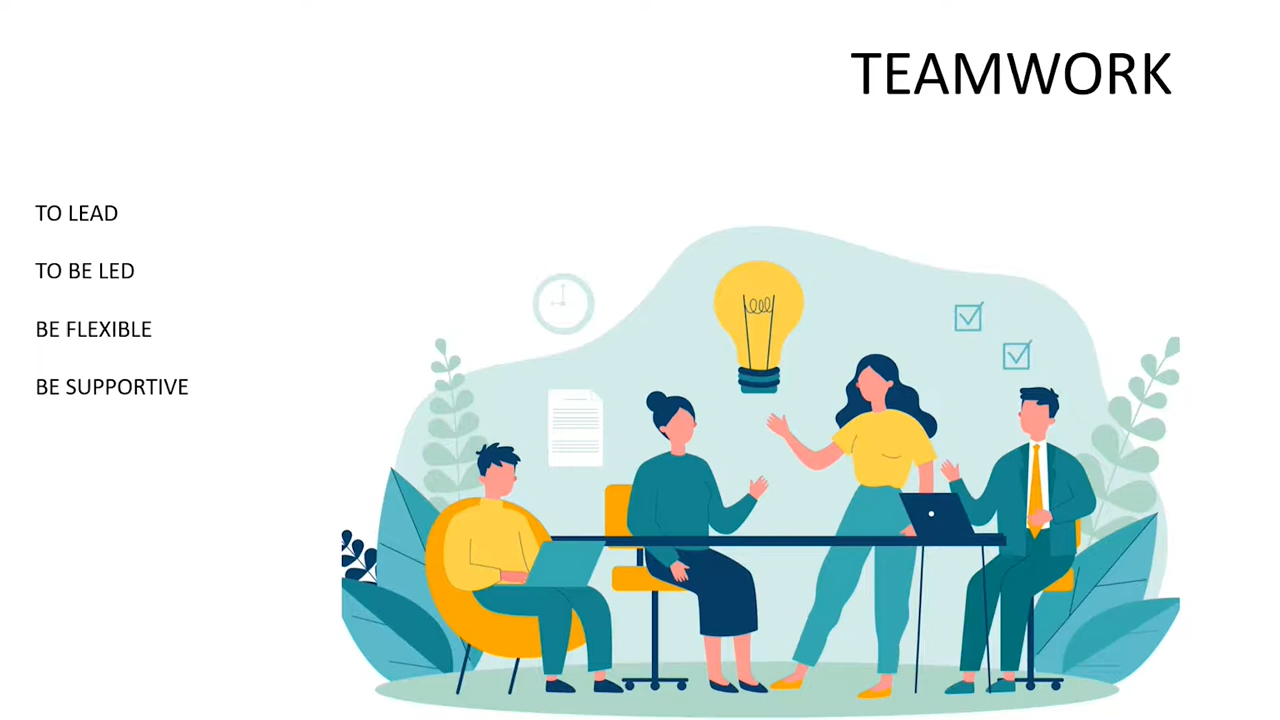 TEAMWORK
TO LEAD
TO BE LED
BE FLEXIBLE
BE SUPPORTIVE